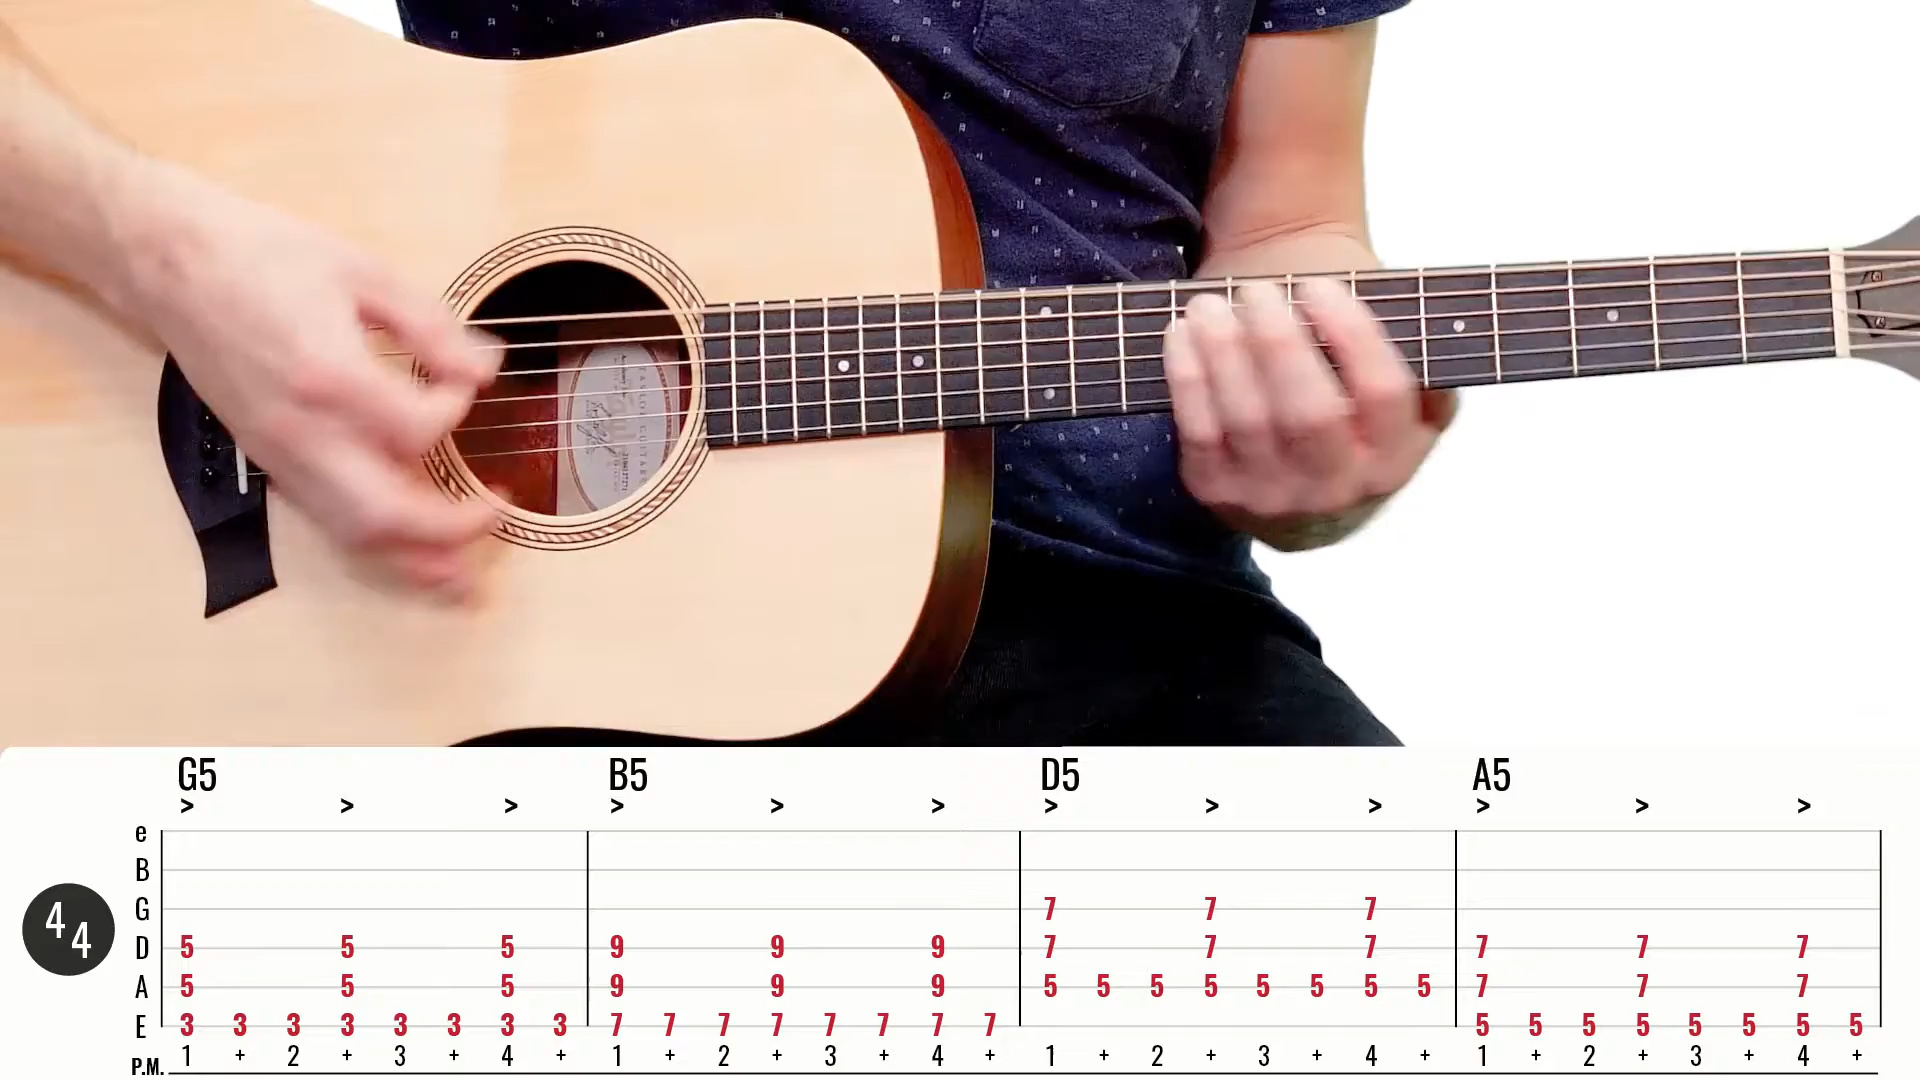 TAYLOR GUITARS
G5 B5 D5 A5
> > > > > > > > > > > >
e
B
G 7 7 7
D 5 5 5 9 9 9 7 7 7 7 7 7
A 5 5 5 9 9 9 5 5 5 5 5 5 5 5 7 7 7
E 3 3 3 3 3 3 3 3 7 7 7 7 7 7 7 7 5 5 5 5 5 5 5 5
4
4
1 + 2 + 3 + 4 + 1 + 2 + 3 + 4 + 1 + 2 + 3 + 4 + 1 + 2 + 3 + 4 +
P.M.